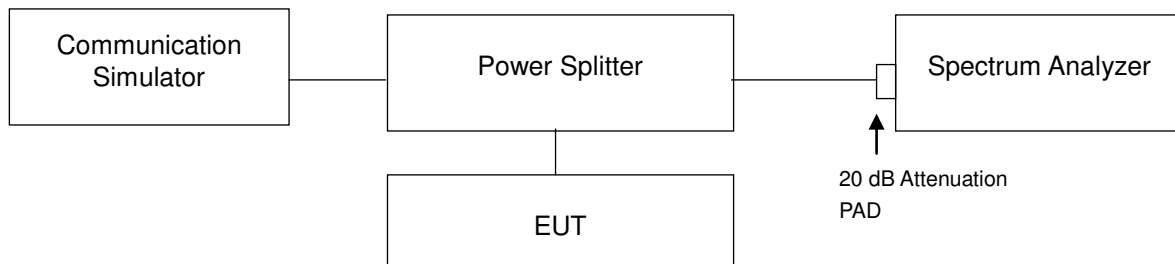 Communication
Simulator
Power Splitter
Spectrum Analyzer
20 dB Attenuation
PAD
EUT